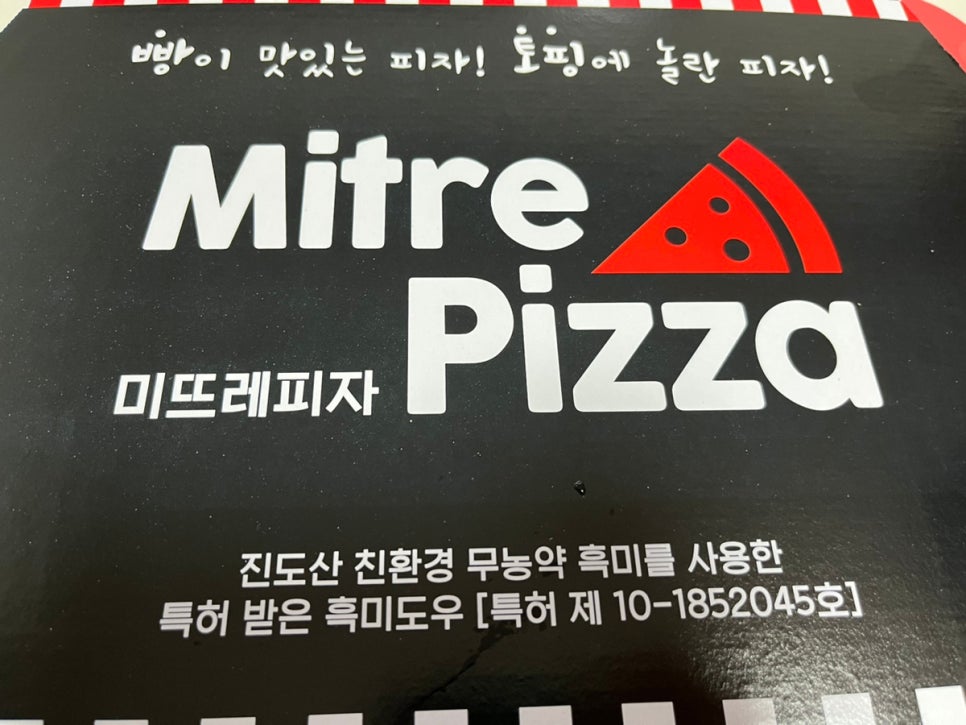 빵이 맛있는 피자! 토핑에 놀란 피자!
Mitre
Pizza
미뜨레피자
진도산 친환경 무농약 흑미를 사용한
특허 받은 흑미도우 [특허 제 10-1852045호]